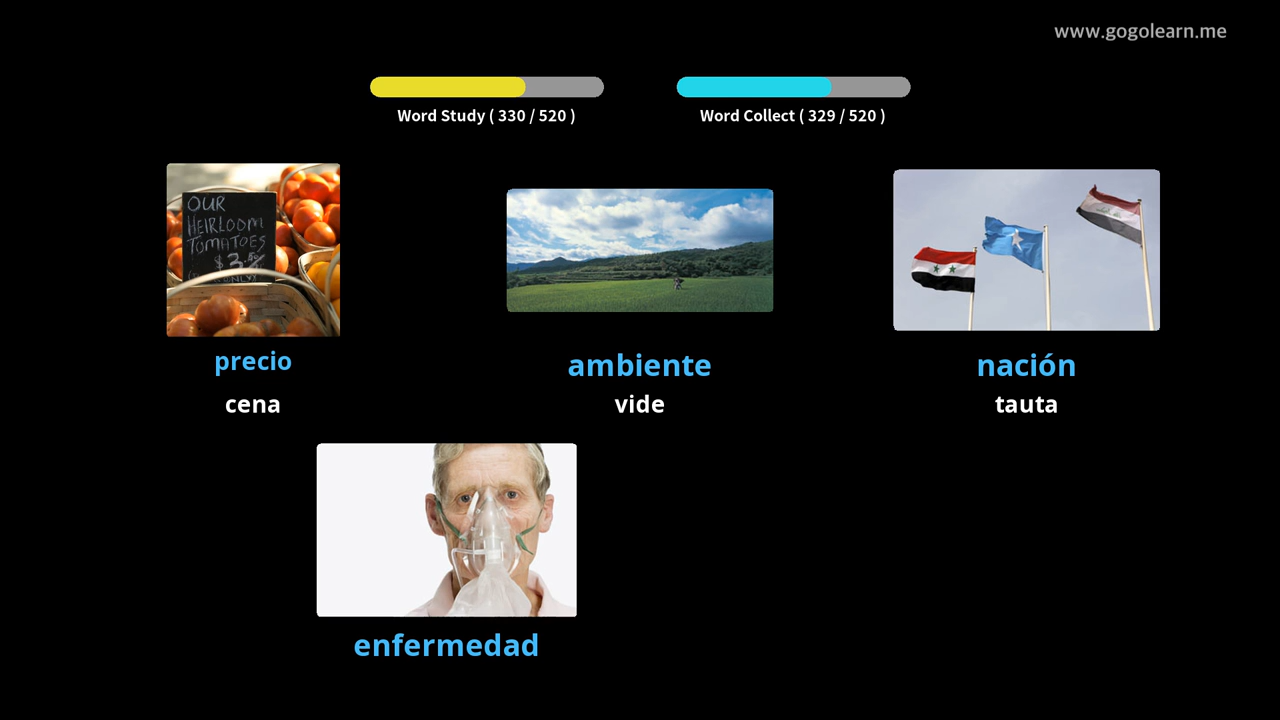 www.gogolearn.me
Word Study ( 330 / 520 )
Word Collect ( 329 / 520 )
OUR
HEIRLOOM
TOMATOES
precio
ambiente
nación
cena
vide
tauta
enfermedad